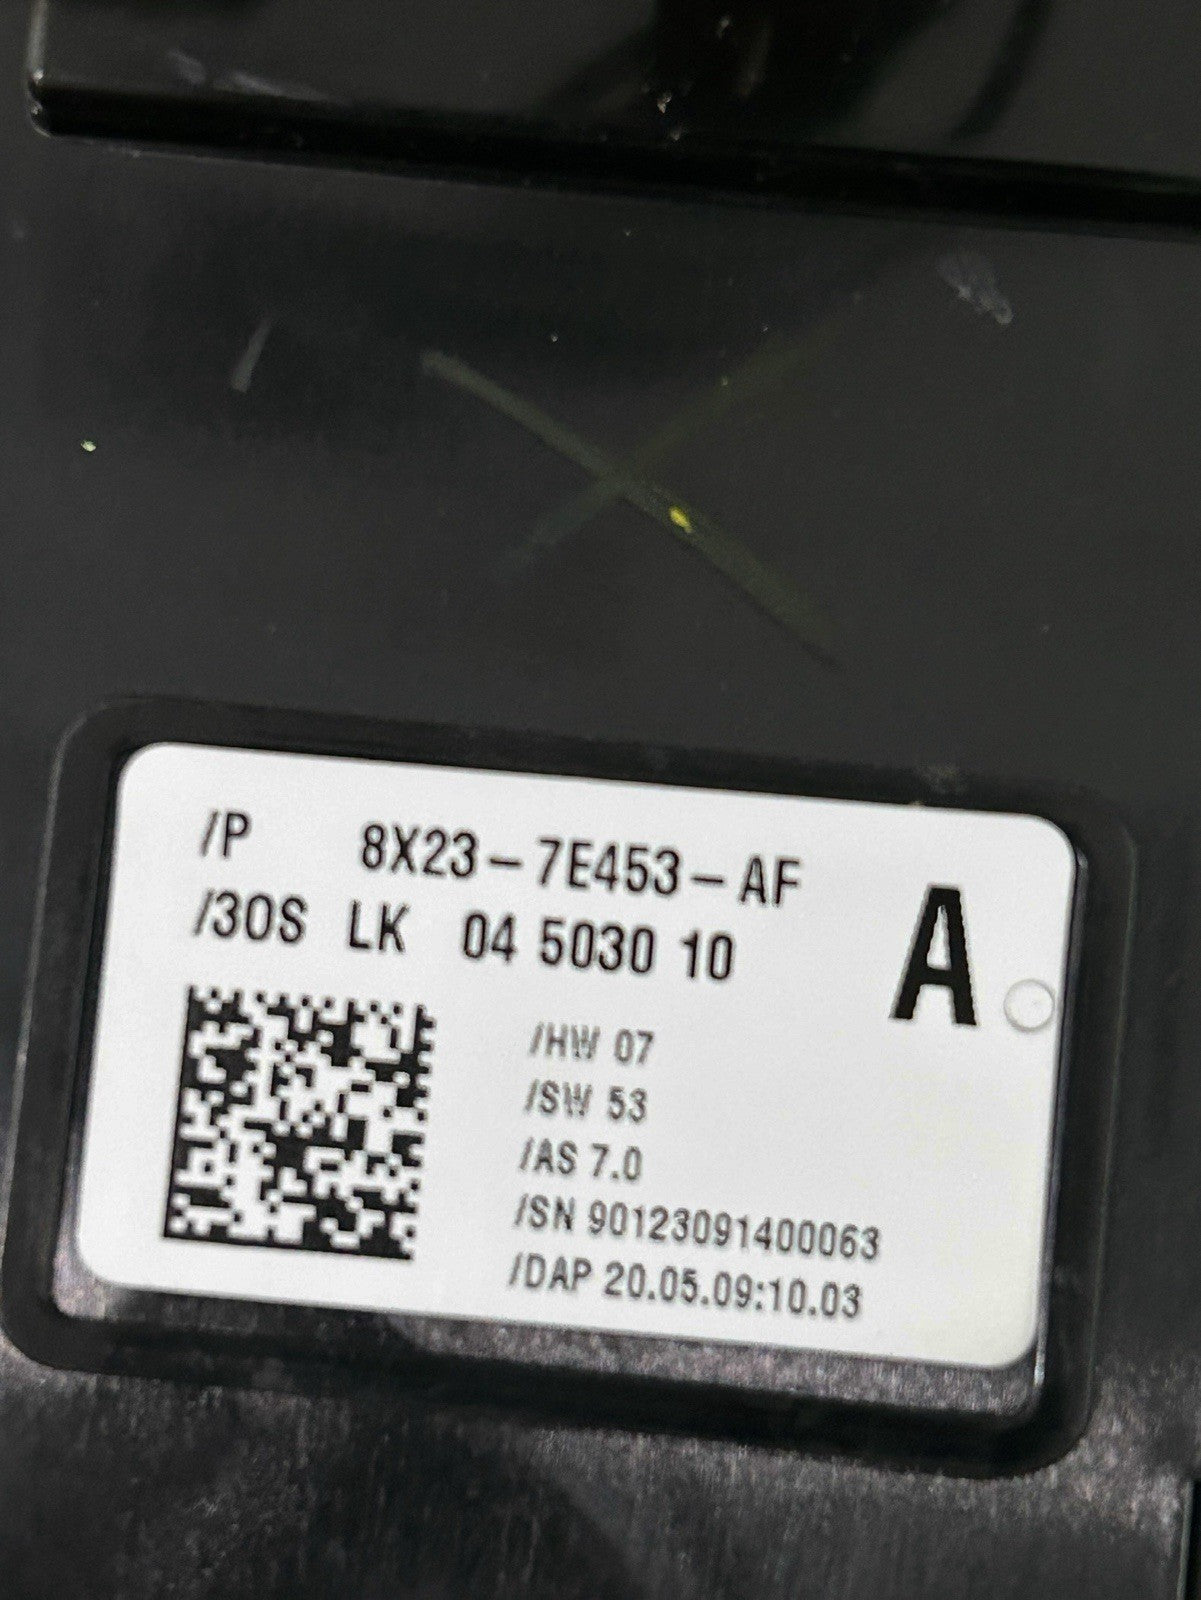 /P 8X23-7E453-AF
/30S LK 04 5030 10
A
/HW 07
/SW 53
/AS 7.0
/SN 90123091400063
/DAP 20.05.09:10.03